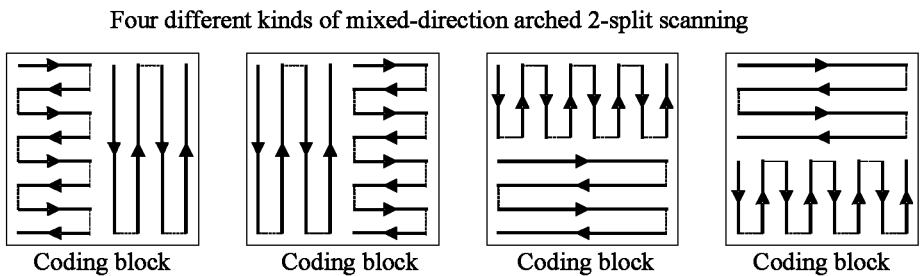 Four different kinds of mixed-direction arched 2-split scanning
Coding block
Coding block
Coding block
Coding block